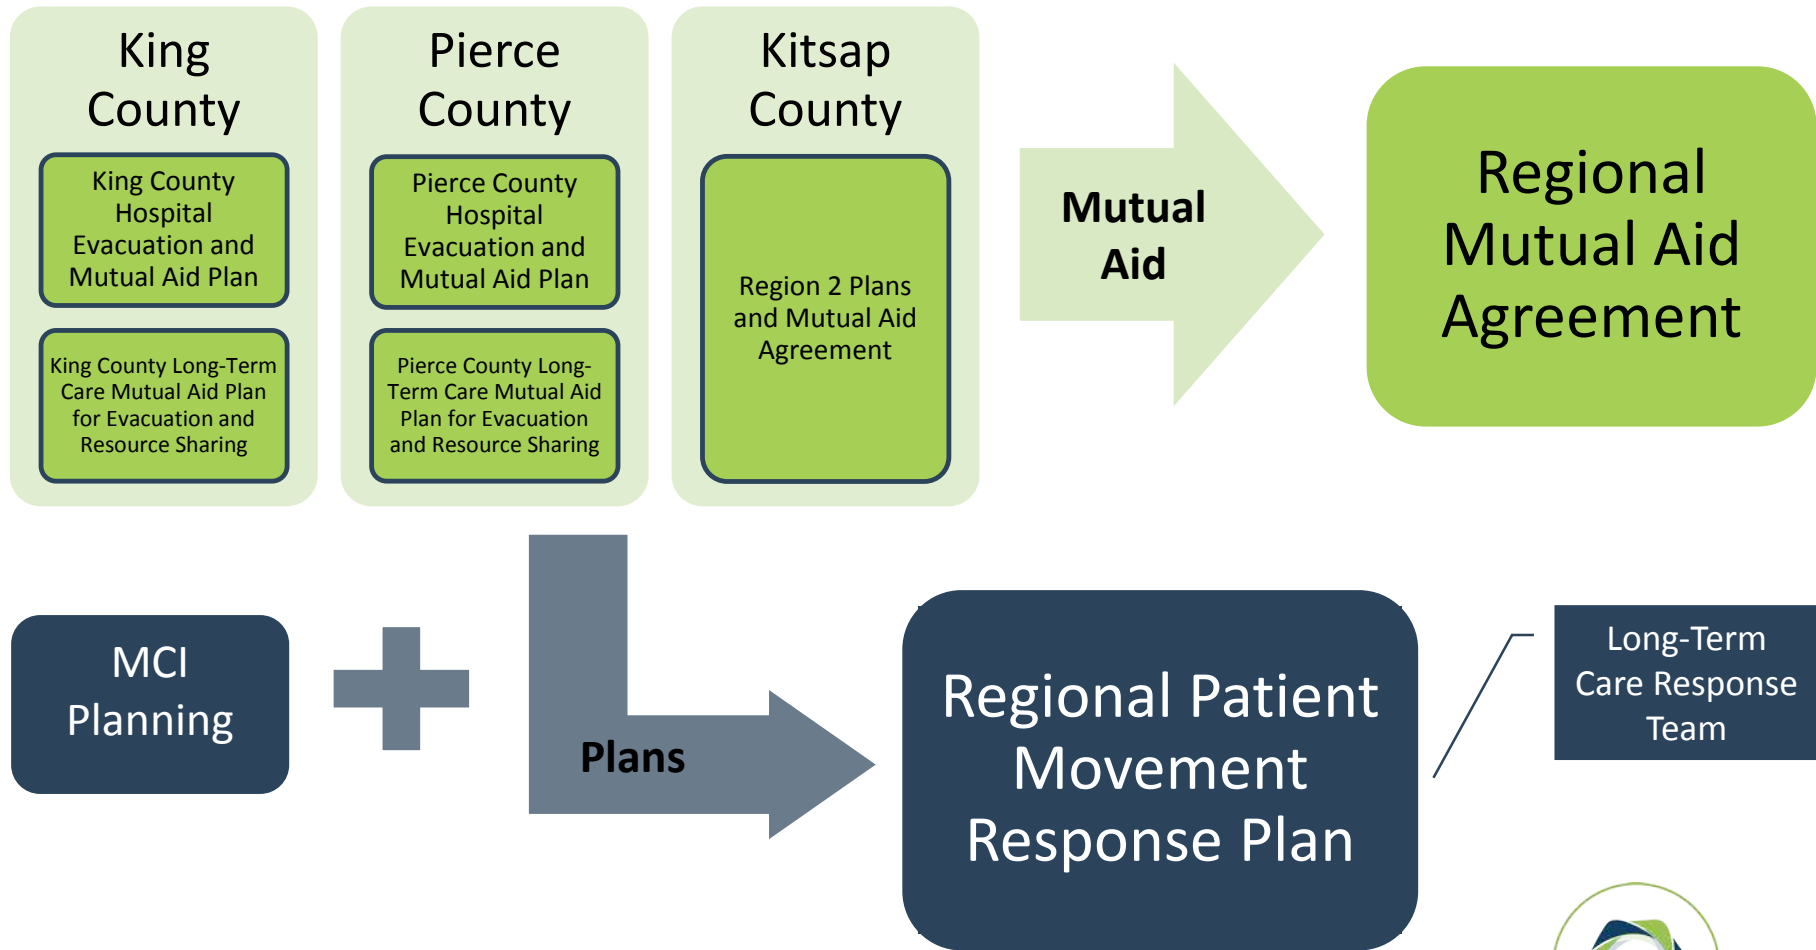 King
County
King County
Hospital
Evacuation and
Mutual Aid Plan
King County Long-Term
Care Mutual Aid Plan
for Evacuation and
Resource Sharing
Pierce
County
Pierce County
Hospital
Evacuation and
Mutual Aid Plan
Pierce County Long-
Term Care Mutual Aid
Plan for Evacuation
and Resource Sharing
Kitsap
County
Region 2 Plans
and Mutual Aid
Agreement
Mutual
Aid
Regional
Mutual Aid
Agreement
MCI
Planning
Plans
Regional Patient
Movement
Response Plan
Long-Term
Care Response
Team